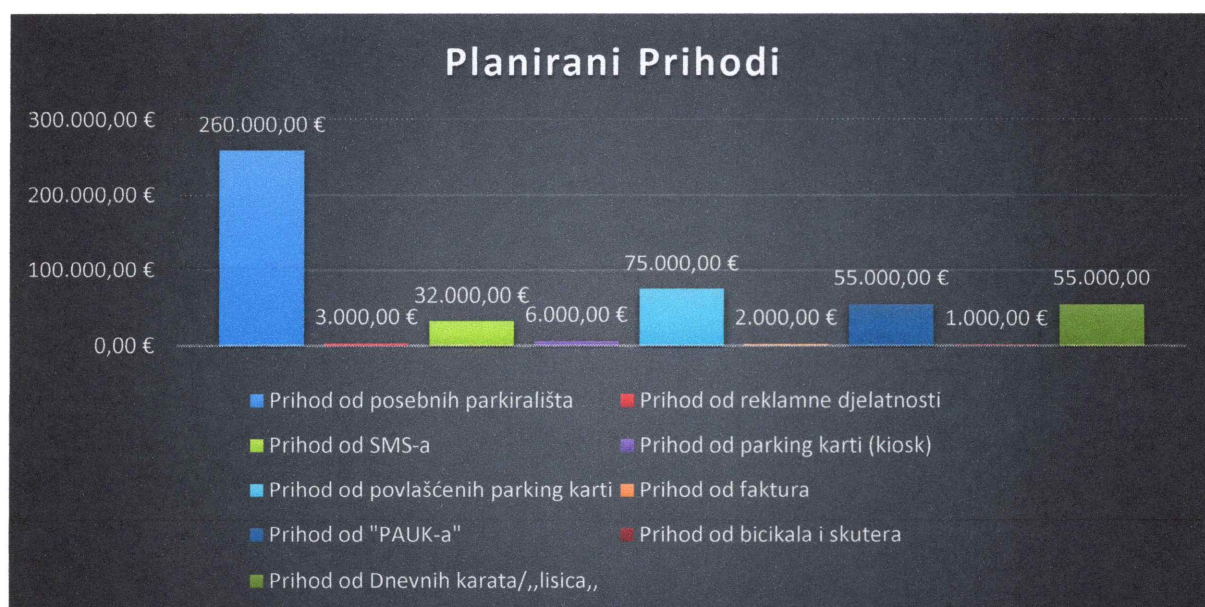 Planirani Prihodi
300.000,00 €
260.000,00 €
200.000,00 €
100.000,00 €
75.000,00 €
55.000,00 €
55.000,00
32.000,00 €
3.000,00 €
6.000,00 €
2.000,00 €
1.000,00 €
0,00 €
Prihod od posebnih parkirališta
Prihod od reklamne djelatnosti
Prihod od SMS-a
Prihod od parking karti (kiosk)
Prihod od povlašćenih parking karti
Prihod od faktura
Prihod od "PAUK-a"
Prihod od bicikala i skutera
Prihod od Dnevnih karata/,,lisica,,